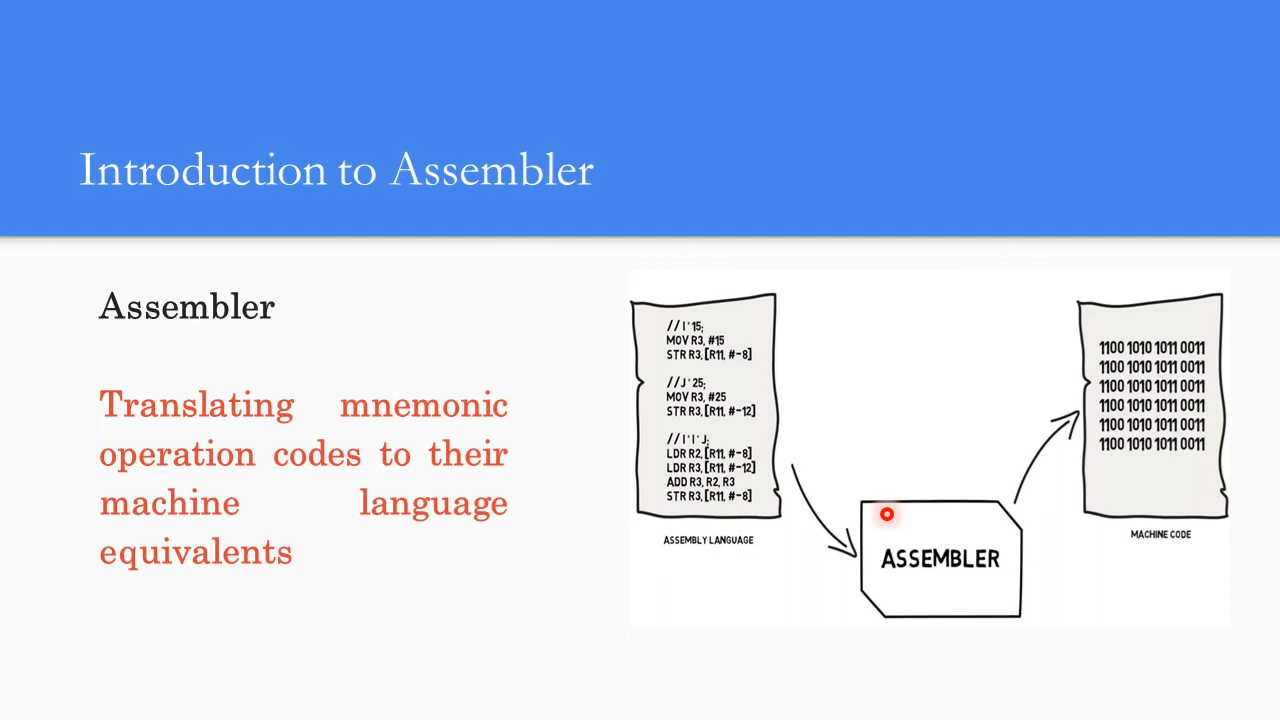 Introduction to Assembler
Assembler
Translating mnemonic
operation codes to their
machine language
equivalents
//I'15;
MOV R3, #15
STR R3, [R11, #-8]
//J'25;
MOV R3, #25
STR R3, [R11, #-12]
//I'I'J;
LDR R2, [R11, #-8]
LDR R3, [R11, #-12]
ADD R3, R2, R3
STR R3, [R11, #-8]
ASSEMBLY LANGUAGE
ASSEMBLER
1100 1010 1011 0011
1100 1010 1011 0011
1100 1010 1011 0011
1100 1010 1011 0011
1100 1010 1011 0011
1100 1010 1011 0011
MACHINE CODE